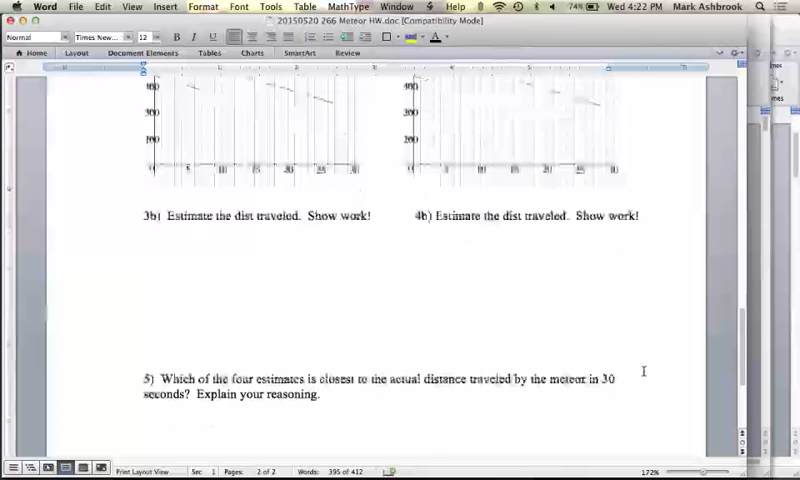 Word File Edit View Insert Format Font Tools Table MathType Window Help 74% Wed 4:22 PM Mark Ashbrook
20150520 266 Meteor HW.doc [Compatibility Mode]
Normal Times New... 12 B I U A
Home Layout Document Elements Tables Charts SmartArt Review
400 400
300 300
200
0 5 10 15 20 25 30 0 5 10 15 20 25 30
3b) Estimate the dist traveled. Show work! 4b) Estimate the dist traveled. Show work!
5) Which of the four estimates is closest to the actual distance traveled by the meteor in 30
seconds? Explain your reasoning.
Print Layout View Sec 1 Pages: 2 of 2 Words: 395 of 412 172%